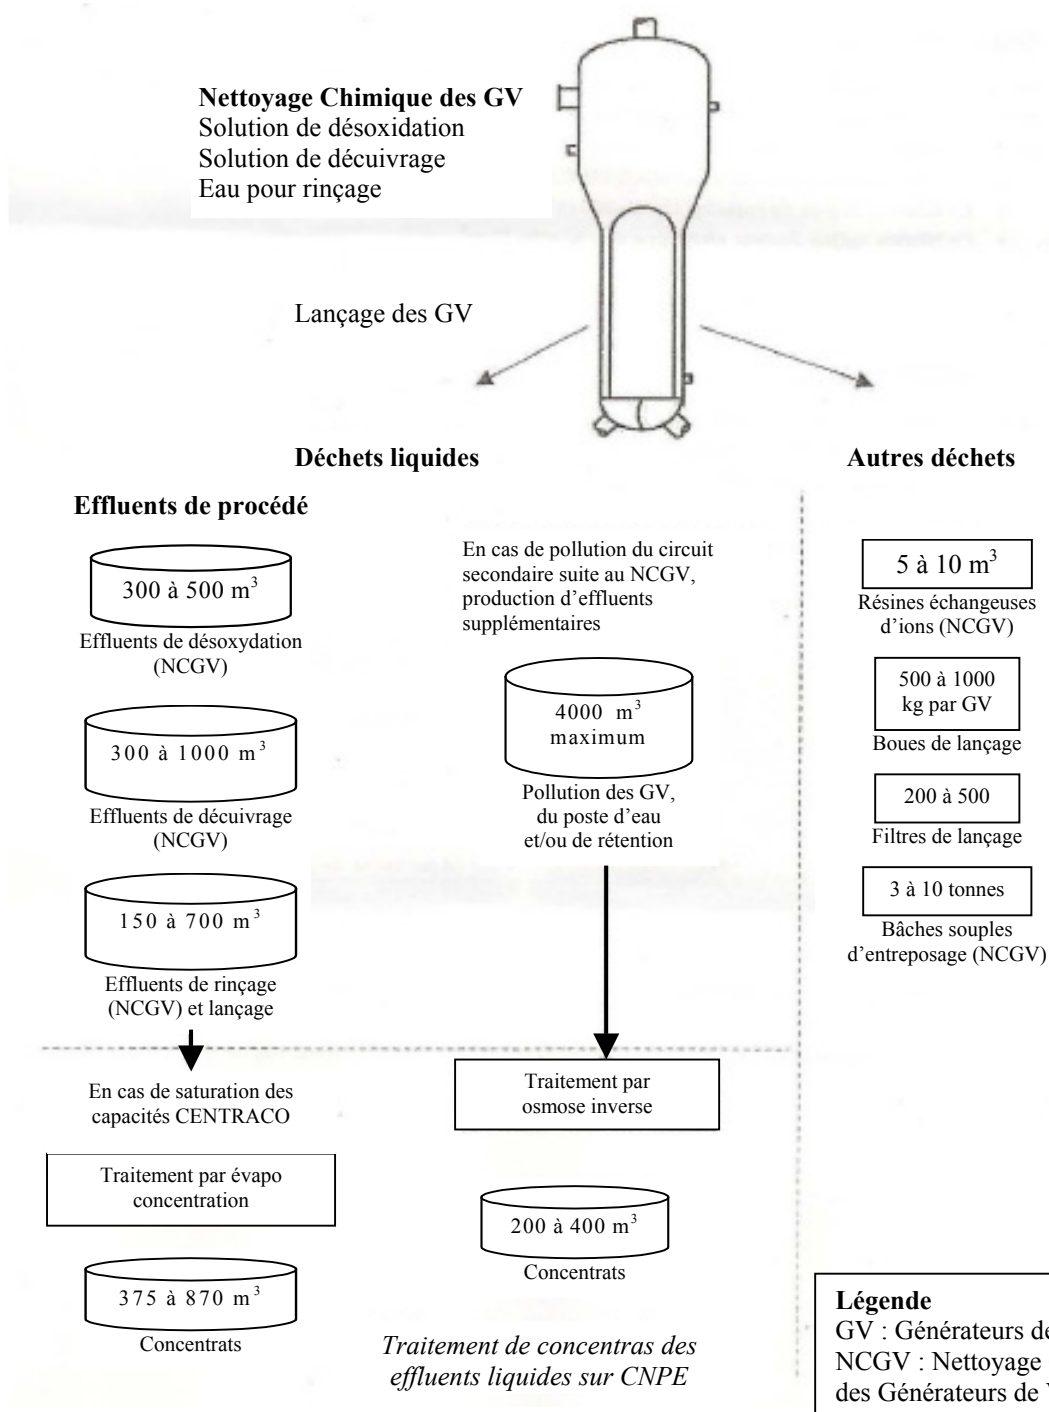 Nettoyage Chimique des GV
Solution de désoxidation
Solution de décuivrage
Eau pour rinçage
Lançage des GV
Déchets liquides
Autres déchets
Effluents de procédé
300 à 500 m³
Effluents de désoxydation
(NCGV)
300 à 1000 m³
Effluents de décuivrage
(NCGV)
150 à 700 m³
Effluents de rinçage
(NCGV) et lançage
En cas de saturation des
capacités CENTRACO
Traitement par évapo
concentration
375 à 870 m³
Concentrats
En cas de pollution du circuit
secondaire suite au NCGV,
production d'effluents
supplémentaires
4000 m³
maximum
Pollution des GV,
du poste d'eau
et/ou de rétention
Traitement par
osmose inverse
200 à 400 m³
Concentrats
Traitement de concentras des
effluents liquides sur CNPE
5 à 10 m³
Résines échangeuses
d'ions (NCGV)
500 à 1000
kg par GV
Boues de lançage
200 à 500
Filtres de lançage
3 à 10 tonnes
Bâches souples
d'entreposage (NCGV)
Légende
GV : Générateurs de
NCGV : Nettoyage
des Générateurs de